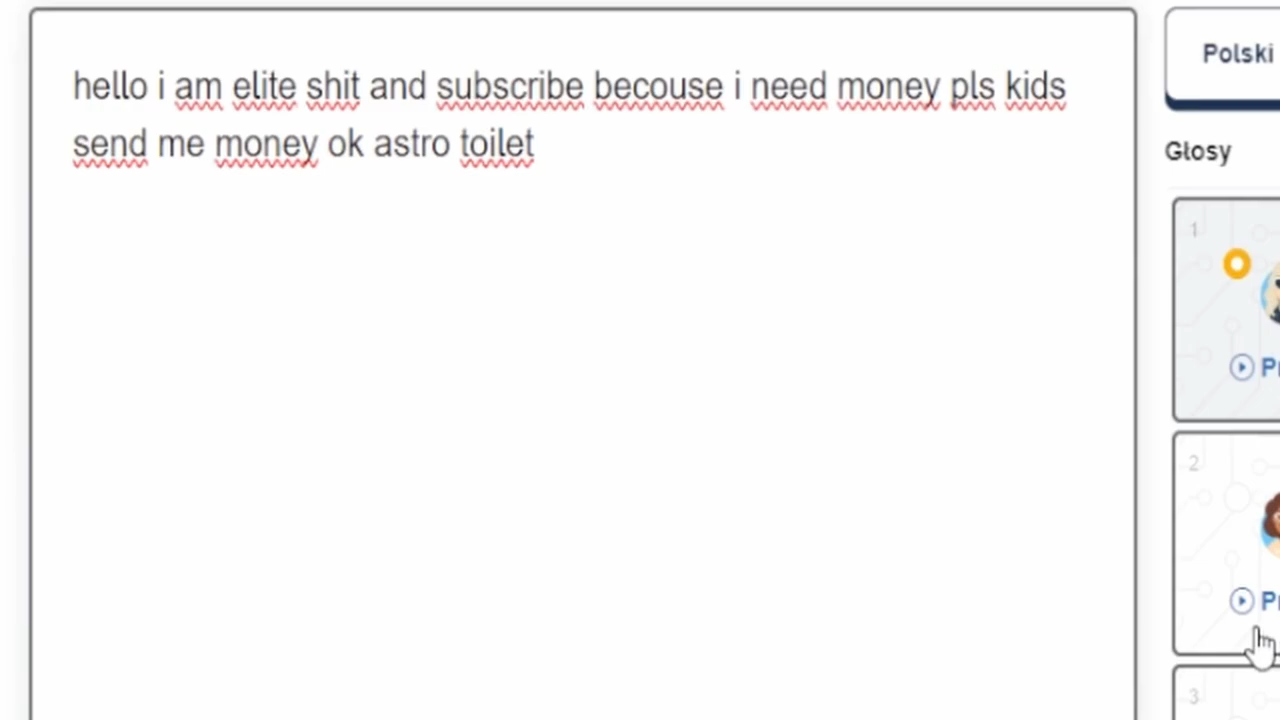 hello i am elite shit and subscribe becouse i need money pls kids
send me money ok astro toilet
Polski
Głosy
1
2
3